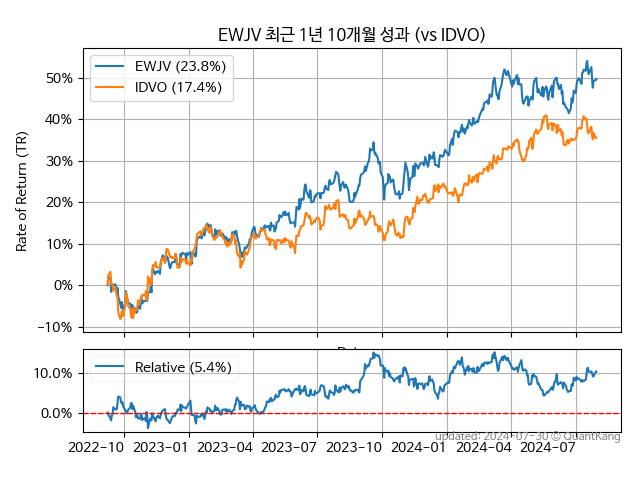 EWJV 최근 1년 10개월 성과 (vs IDVO)
EWJV (23.8%)
IDVO (17.4%)
Rate of Return (TR)
50%
40%
30%
20%
10%
0%
−10%
Relative (5.4%)
10.0%
0.0%
2022−10 2023−01 2023−04 2023−07 2023−10 2024−01 2024−04 2024−07
updated: 2024-07-30 © QuantKang